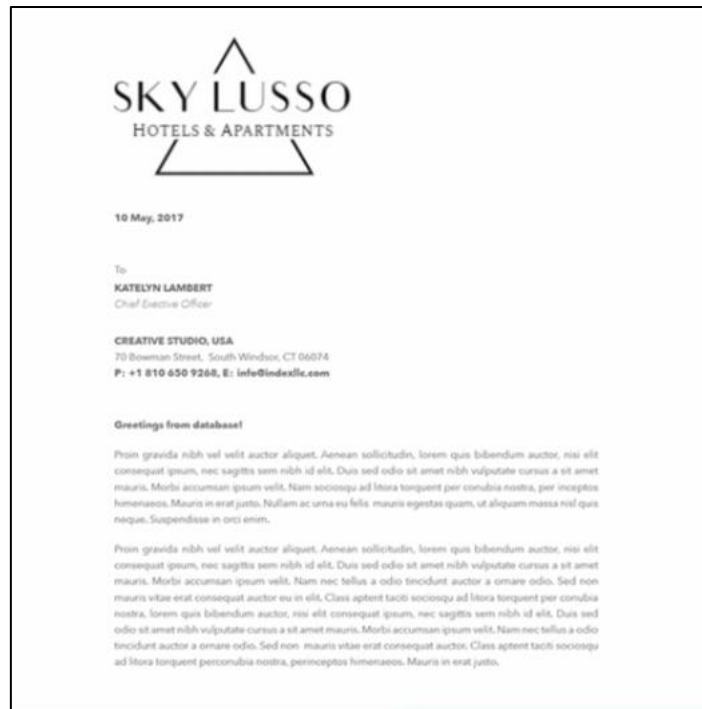 SKY LUSSO
HOTELS & APARTMENTS
10 May, 2017
To
KATELYN LAMBERT
Chief Exective Officer
CREATIVE STUDIO, USA
70 Bowman Street, South Windsor, CT 06074
P: +1 810 650 9268, E: info@indexllc.com
Greetings from database!
Proin gravida nibh vel velit auctor aliquet. Aenean sollicitudin, lorem quis bibendum auctor, nisi elit
consequat ipsum, nec sagittis sem nibh id elit. Duis sed odio sit amet nibh vulputate cursus a sit amet
mauris. Morbi accumsan ipsum velit. Nam sociosqu ad litora torquent per conubia nostra, per inceptos
himenaeos. Mauris in erat justo. Nullam ac urna eu felis mauris egestas quam, ut aliquam massa nisl quis
neque. Suspendisse in orci enim.
Proin gravida nibh vel velit auctor aliquet. Aenean sollicitudin, lorem quis bibendum auctor, nisi elit
consequat ipsum, nec sagittis sem nibh id elit. Duis sed odio sit amet nibh vulputate cursus a sit amet
mauris. Morbi accumsan ipsum velit. Nam nec tellus a odio tincidunt auctor a ornare odio. Sed non
mauris vitae erat consequat auctor eu in elit. Class aptent taciti sociosqu ad litora torquent per conubia
nostra, lorem quis bibendum auctor, nisi elit consequat ipsum, nec sagittis sem nibh id elit. Duis sed
odio sit amet nibh vulputate cursus a sit amet mauris. Morbi accumsan ipsum velit. Nam nec tellus a odio
tincidunt auctor a ornare odio. Sed non mauris vitae erat consequat auctor. Class aptent taciti sociosqu
ad litora torquent perconubia nostra, perinceptos himenaeos. Mauris in erat justo.